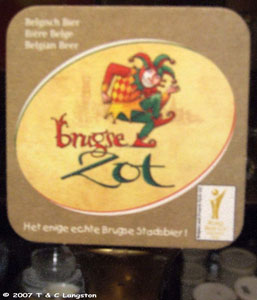 Belgisch Bier
Bière Belge
Belgian Beer
Brugse
Zot
Het enige echte Brugse Stadsbier!
© 2007 T & C Langston